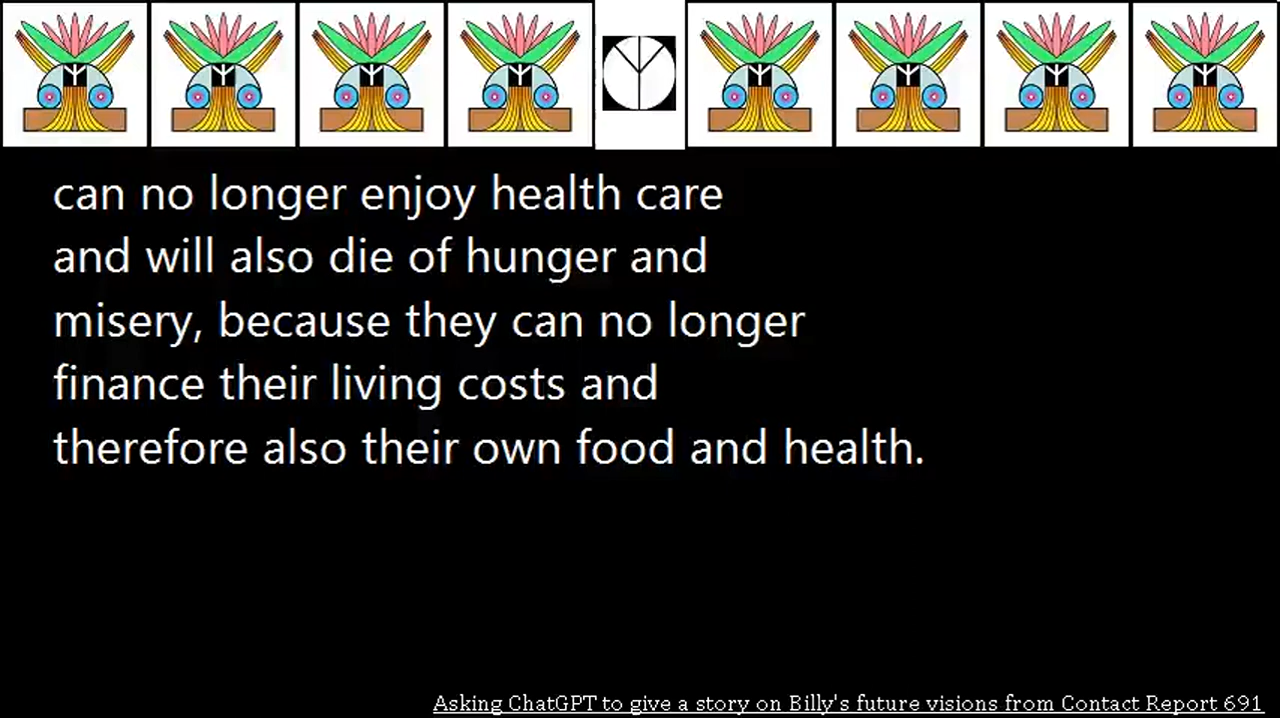 can no longer enjoy health care
and will also die of hunger and
misery, because they can no longer
finance their living costs and
therefore also their own food and health.
Asking ChatGPT to give a story on Billy's future visions from Contact Report 691